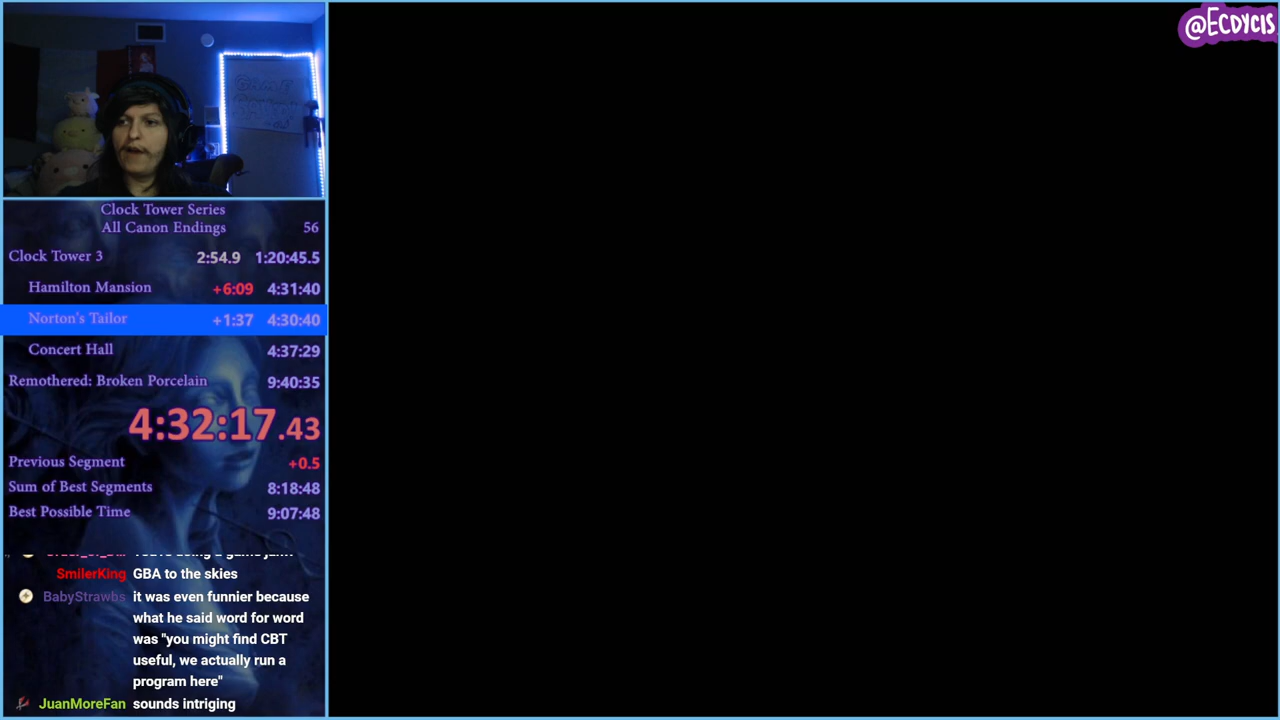 @ECDYCIS
Clock Tower Series
All Canon Endings 56
Clock Tower 3 2:54.9 1:20:45.5
Hamilton Mansion +6:09 4:31:40
Norton's Tailor +1:37 4:30:40
Concert Hall 4:37:29
Remothered: Broken Porcelain 9:40:35
4:32:17.43
Previous Segment +0.5
Sum of Best Segments 8:18:48
Best Possible Time 9:07:48
SmilerKing GBA to the skies
BabyStrawbs it was even funnier because
what he said word for word
was "you might find CBT
useful, we actually run a
program here"
JuanMoreFan sounds intriging